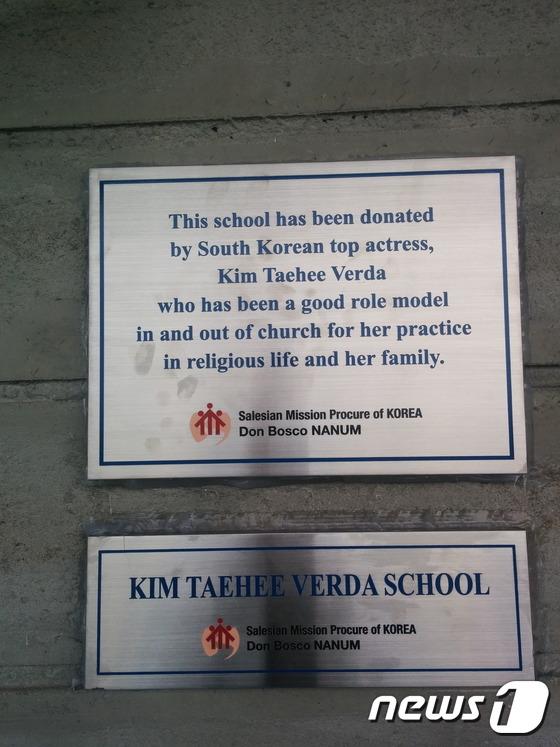 This school has been donated
by South Korean top actress,
Kim Taehee Verda
who has been a good role model
in and out of church for her practice
in religious life and her family.
Salesian Mission Procure of KOREA
Don Bosco NANUM
KIM TAEHEE VERDA SCHOOL
Salesian Mission Procure of KOREA
Don Bosco NANUM
news1